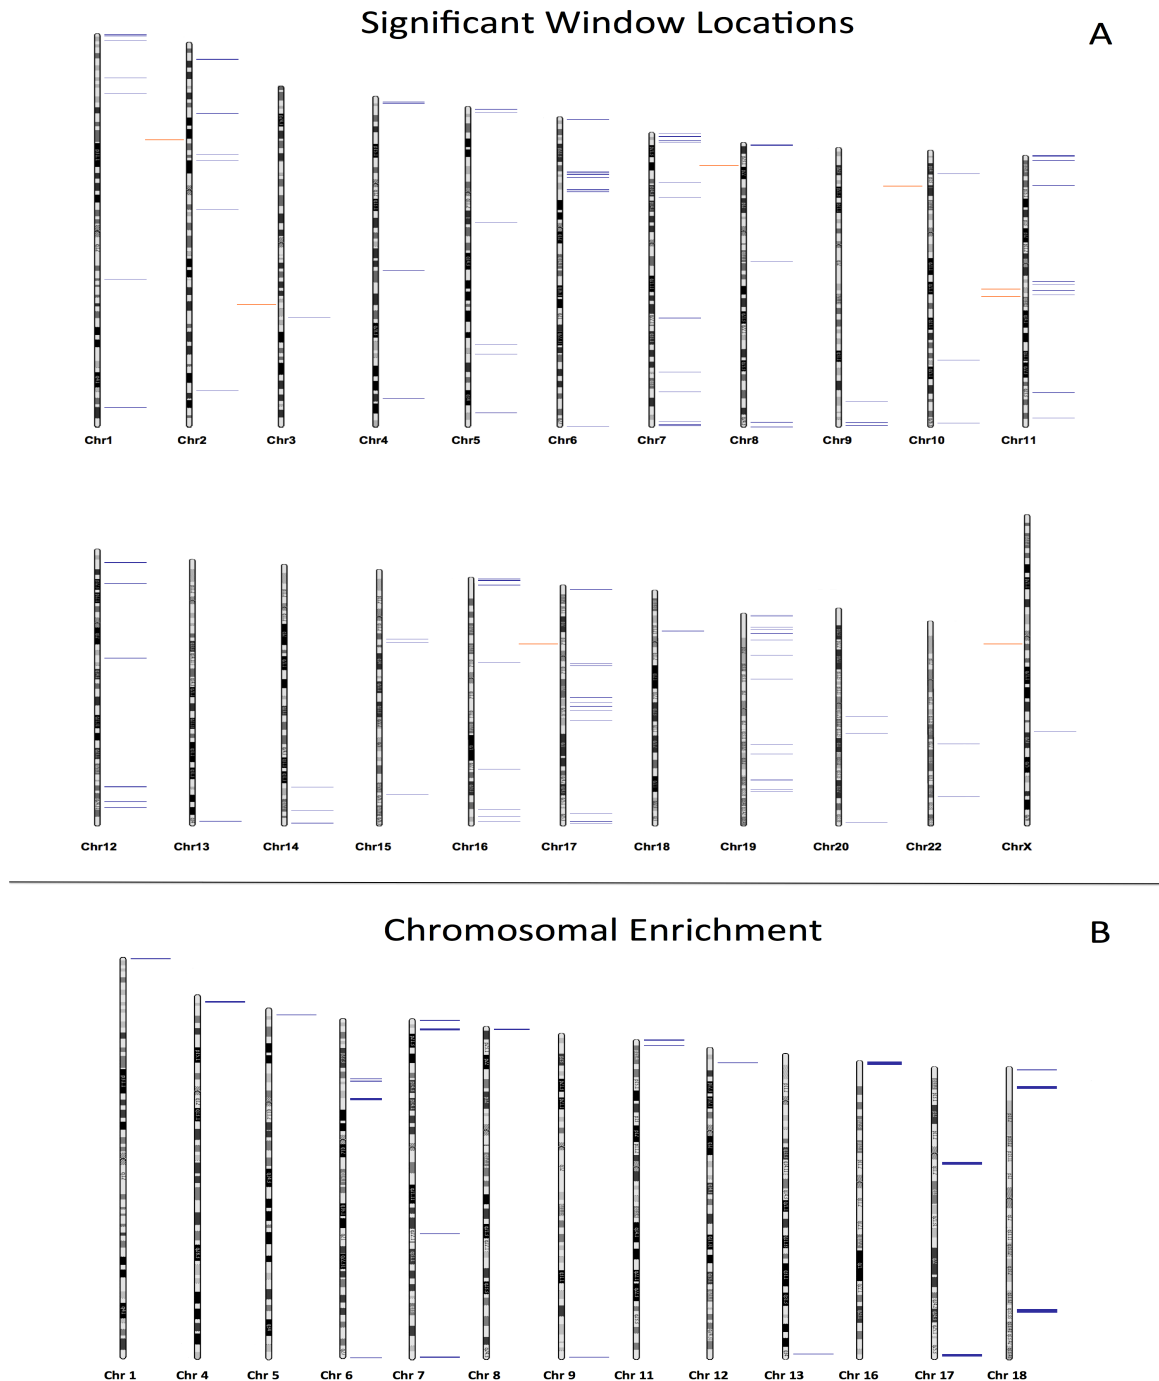 Significant Window Locations
A
Chr1 Chr2 Chr3 Chr4 Chr5 Chr6 Chr7 Chr8 Chr9 Chr10 Chr11
Chr12 Chr13 Chr14 Chr15 Chr16 Chr17 Chr18 Chr19 Chr20 Chr22 ChrX
Chromosomal Enrichment
B
Chr 1 Chr 4 Chr 5 Chr 6 Chr 7 Chr 8 Chr 9 Chr 11 Chr 12 Chr 13 Chr 16 Chr 17 Chr 18